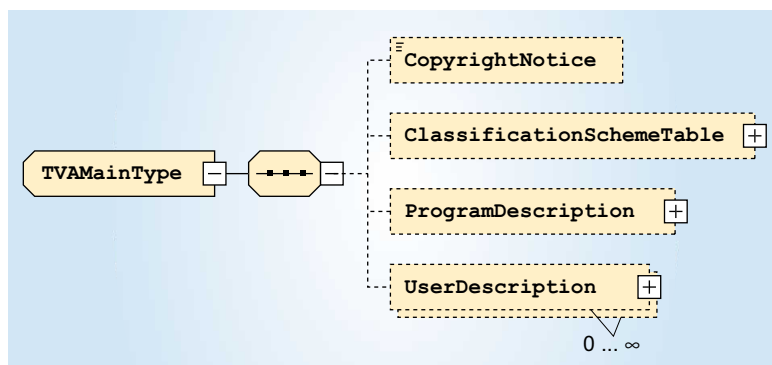 CopyrightNotice
ClassificationSchemeTable
TVAMainType
ProgramDescription
UserDescription
0 ... ∞